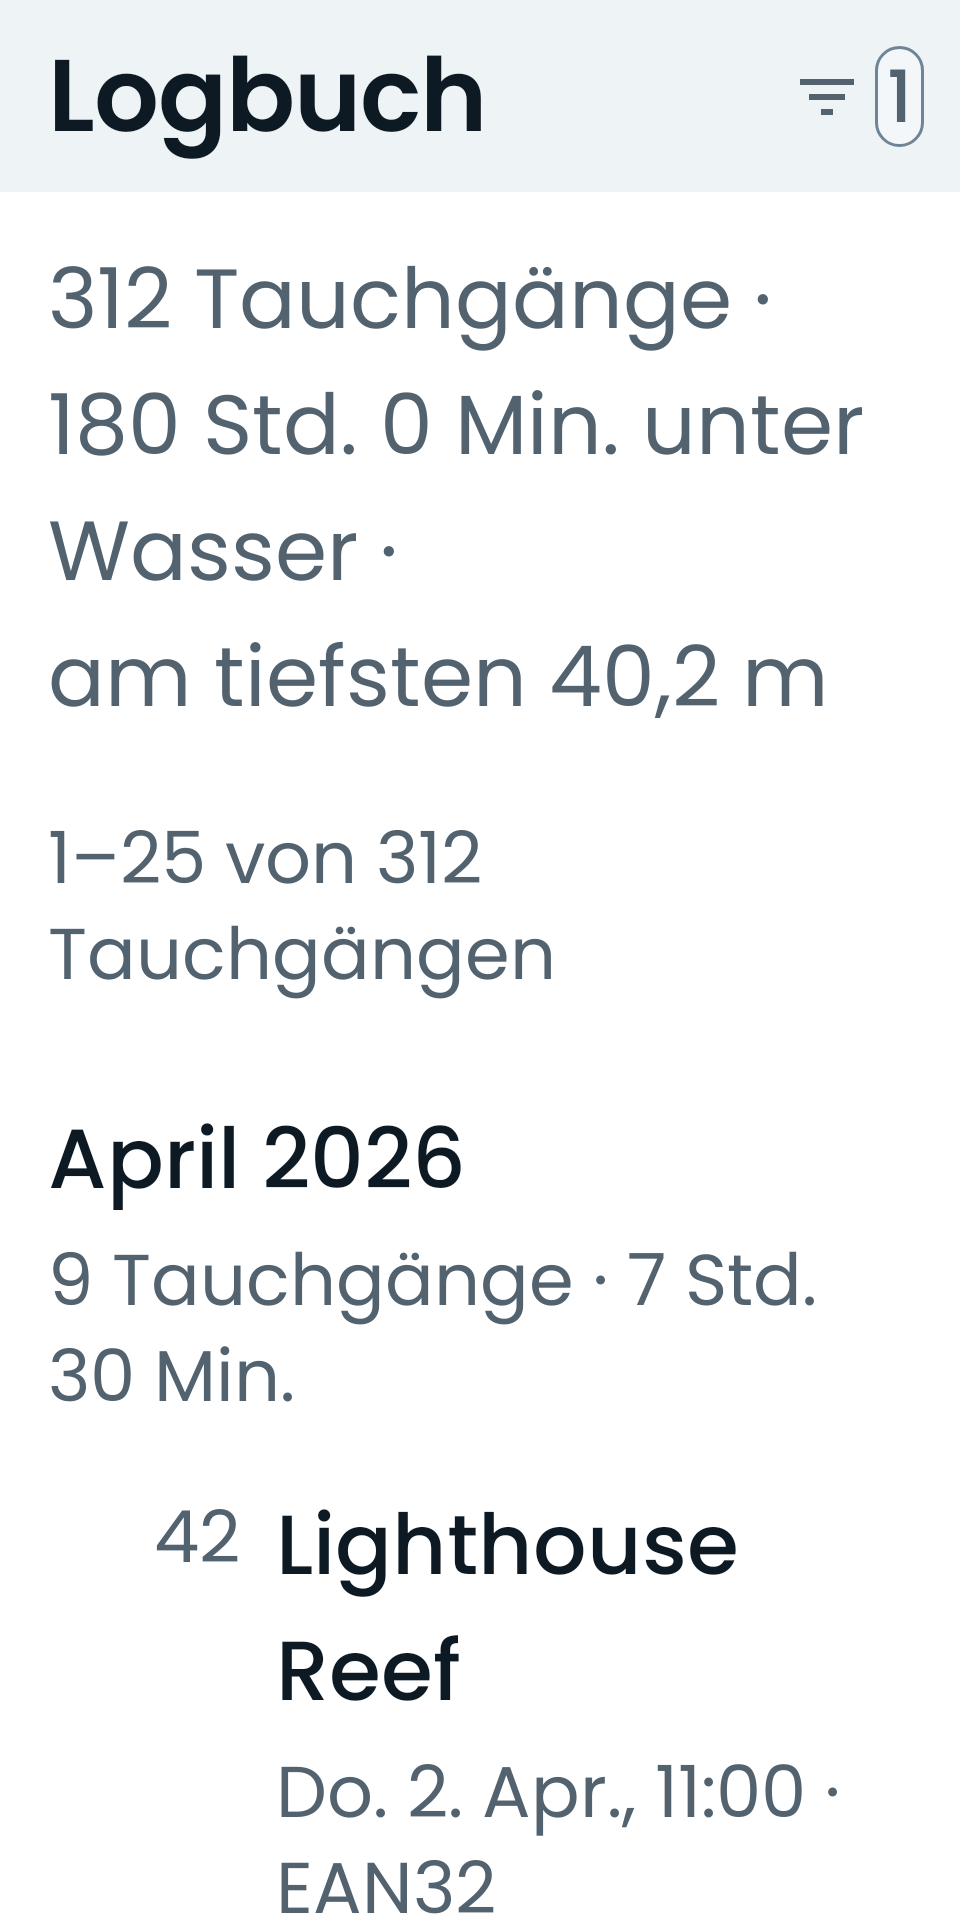 Logbuch
1
312 Tauchgänge ·
180 Std. 0 Min. unter
Wasser ·
am tiefsten 40,2 m
1–25 von 312
Tauchgängen
April 2026
9 Tauchgänge · 7 Std.
30 Min.
42 Lighthouse
Reef
Do. 2. Apr., 11:00 ·
EAN32